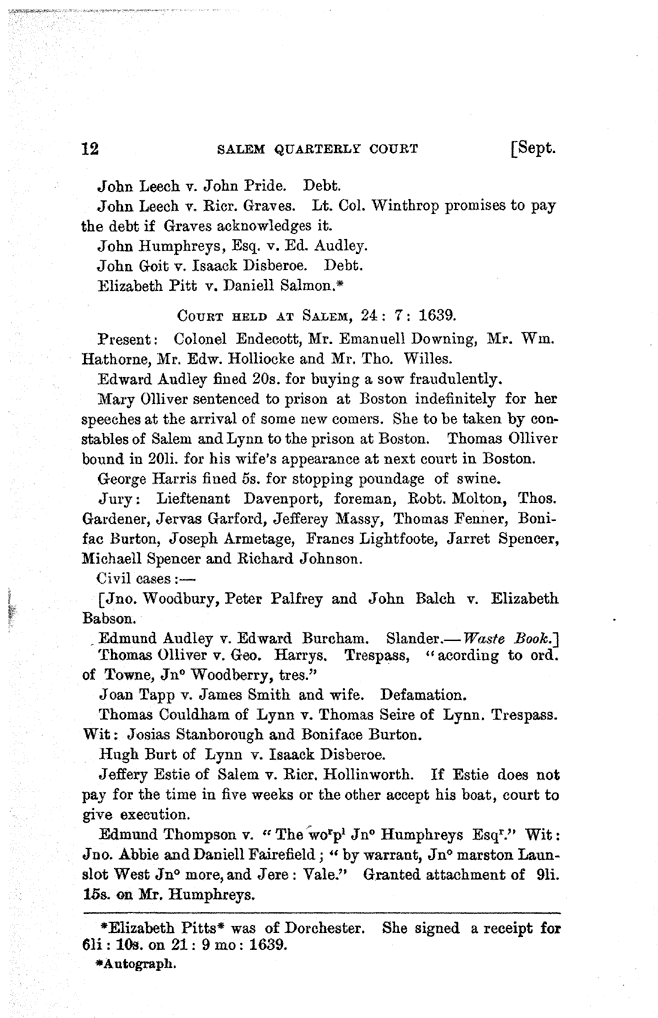 12 SALEM QUARTERLY COURT [Sept.
John Leech v. John Pride. Debt.
John Leech v. Ricr. Graves. Lt. Col. Winthrop promises to pay
the debt if Graves acknowledges it.
John Humphreys, Esq. v. Ed. Audley.
John Goit v. Isaack Disberoe. Debt.
Elizabeth Pitt v. Daniell Salmon.*
COURT HELD AT SALEM, 24: 7: 1639.
Present: Colonel Endecott, Mr. Emanuell Downing, Mr. Wm.
Hathorne, Mr. Edw. Holliocke and Mr. Tho. Willes.
Edward Audley fined 20s. for buying a sow fraudulently.
Mary Olliver sentenced to prison at Boston indefinitely for her
speeches at the arrival of some new comers. She to be taken by con-
stables of Salem and Lynn to the prison at Boston. Thomas Olliver
bound in 20li. for his wife's appearance at next court in Boston.
George Harris fined 5s. for stopping poundage of swine.
Jury: Lieftenant Davenport, foreman, Robt. Molton, Thos.
Gardener, Jervas Garford, Jefferey Massy, Thomas Fenner, Boni-
fac Burton, Joseph Armetage, Francs Lightfoote, Jarret Spencer,
Michaell Spencer and Richard Johnson.
Civil cases:—
[Jno. Woodbury, Peter Palfrey and John Balch v. Elizabeth
Babson.
Edmund Audley v. Edward Burcham. Slander.—Waste Book.]
Thomas Olliver v. Geo. Harrys. Trespass, "acording to ord.
of Towne, Jnᵒ Woodberry, tres."
Joan Tapp v. James Smith and wife. Defamation.
Thomas Couldham of Lynn v. Thomas Seire of Lynn. Trespass.
Wit: Josias Stanborough and Boniface Burton.
Hugh Burt of Lynn v. Isaack Disberoe.
Jeffery Estie of Salem v. Ricr. Hollinworth. If Estie does not
pay for the time in five weeks or the other accept his boat, court to
give execution.
Edmund Thompson v. "The woʳpˡ Jnᵒ Humphreys Esqʳ." Wit:
Jno. Abbie and Daniell Fairefield; "by warrant, Jnᵒ marston Laun-
slot West Jnᵒ more, and Jere: Vale." Granted attachment of 9li.
15s. on Mr. Humphreys.
*Elizabeth Pitts* was of Dorchester. She signed a receipt for
6li: 10s. on 21: 9 mo: 1639.
*Autograph.